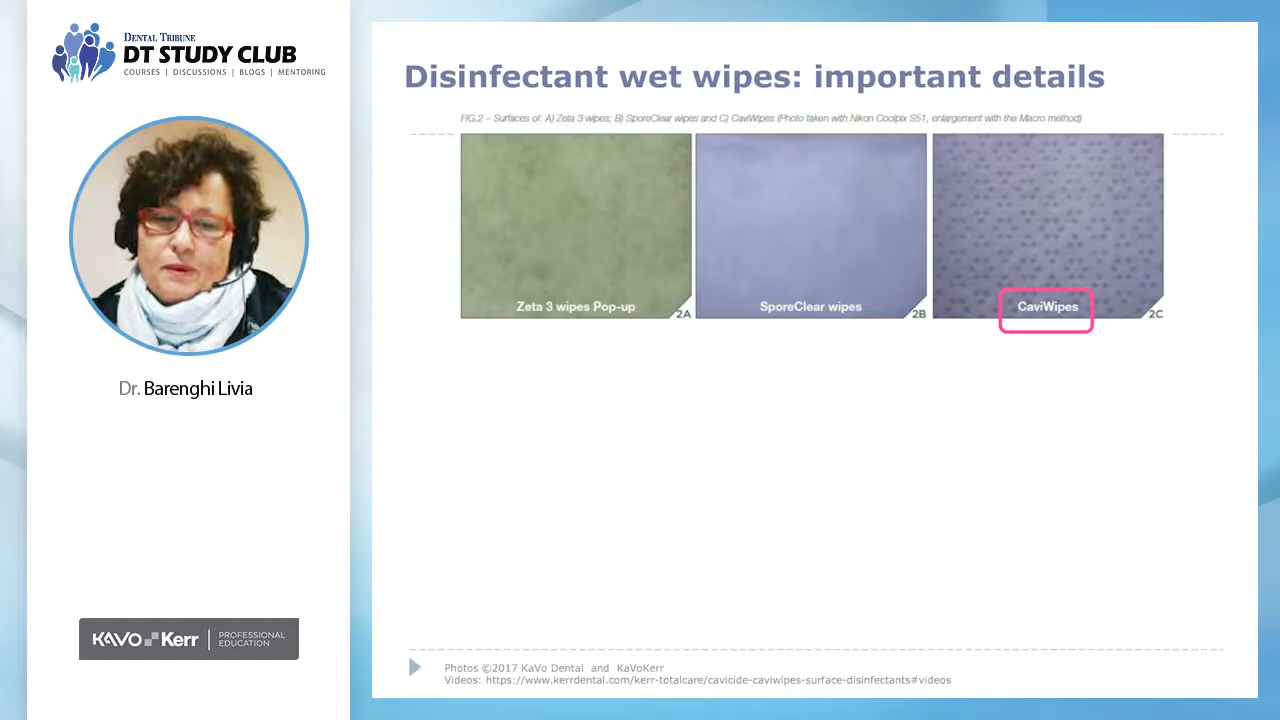 DENTAL TRIBUNE
DT STUDY CLUB
COURSES | DISCUSSIONS | BLOGS | MENTORING
Dr. Barenghi Livia
KAVO Kerr | PROFESSIONAL EDUCATION
Disinfectant wet wipes: important details
FIG.2 – Surfaces of: A) Zeta 3 wipes; B) SporeClear wipes and C) CaviWipes (Photo taken with Nikon Coolpix S51, enlargement with the Macro method)
Zeta 3 wipes Pop-up
2A
SporeClear wipes
2B
CaviWipes
2C
Photos ©2017 KaVo Dental and KaVoKerr
Videos: https://www.kerrdental.com/kerr-totalcare/cavicide-caviwipes-surface-disinfectants#videos